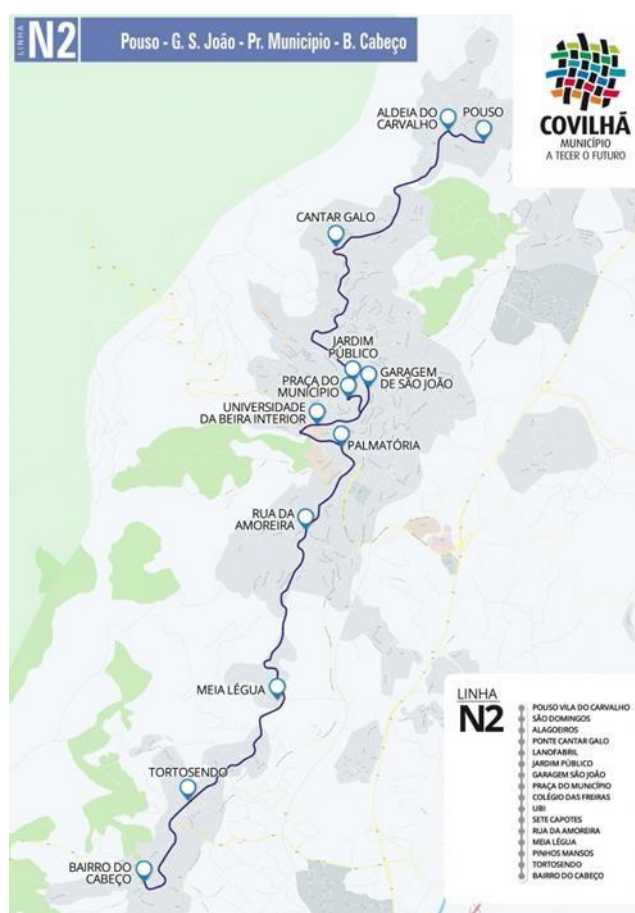 LINHA
N2
Pouso - G. S. João - Pr. Municipio - B. Cabeço
COVILHÃ
MUNICÍPIO
A TECER O FUTURO
ALDEIA DO
CARVALHO
POUSO
CANTAR GALO
JARDIM
PÚBLICO
GARAGEM
DE SÃO JOÃO
PRAÇA DO
MUNICÍPIO
UNIVERSIDADE
DA BEIRA INTERIOR
PALMATÓRIA
RUA DA
AMOREIRA
MEIA LÉGUA
TORTOSENDO
BAIRRO DO
CABEÇO
LINHA
N2
POUSO VILA DO CARVALHO
SÃO DOMINGOS
ALAGOEIROS
PONTE CANTAR GALO
LANOFABRIL
JARDIM PÚBLICO
GARAGEM SÃO JOÃO
PRAÇA DO MUNICÍPIO
COLÉGIO DAS FREIRAS
UBI
SETE CAPOTES
RUA DA AMOREIRA
MEIA LÉGUA
PINHOS MANSOS
TORTOSENDO
BAIRRO DO CABEÇO